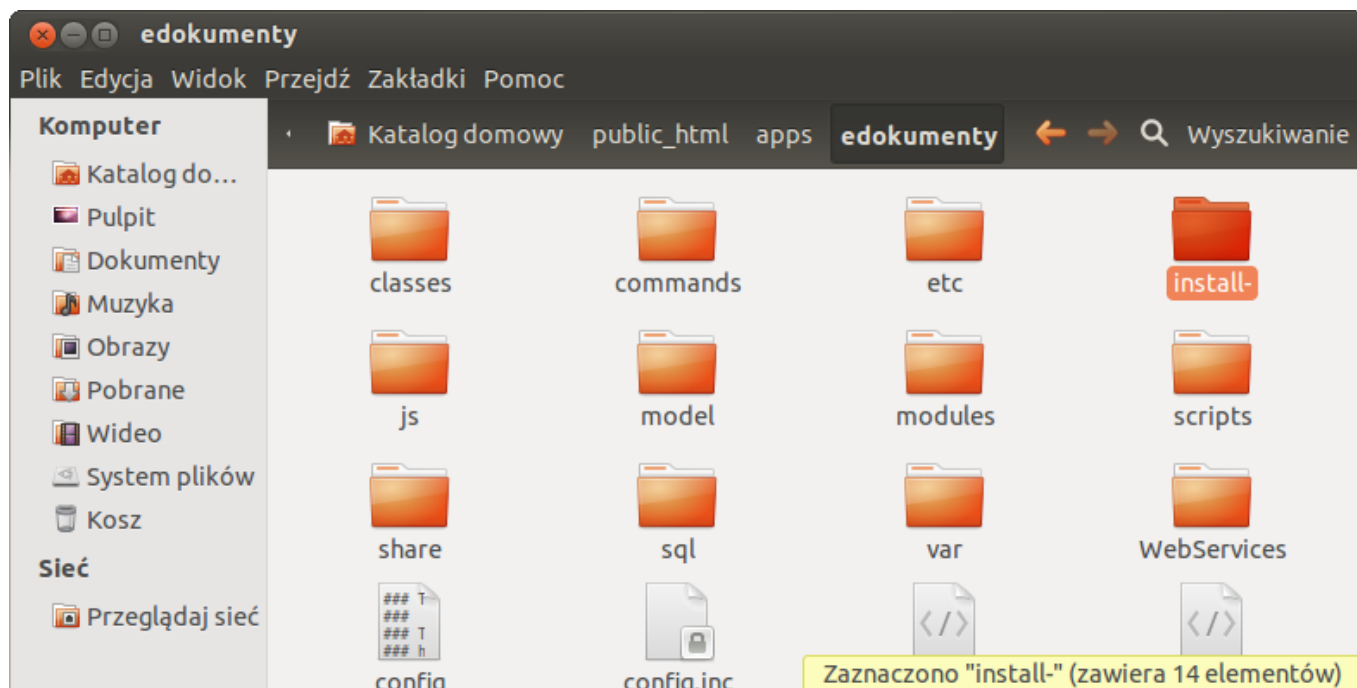 edokumenty
Plik Edycja Widok Przejdź Zakładki Pomoc
Komputer
Katalog do...
Pulpit
Dokumenty
Muzyka
Obrazy
Pobrane
Wideo
System plików
Kosz
Sieć
Przeglądaj sieć
Katalog domowy public_html apps edokumenty Wyszukiwanie
classes commands etc install-
js model modules scripts
share sql var WebServices
### T
###
### T
### h
</> </>
config config.inc
Zaznaczono "install-" (zawiera 14 elementów)